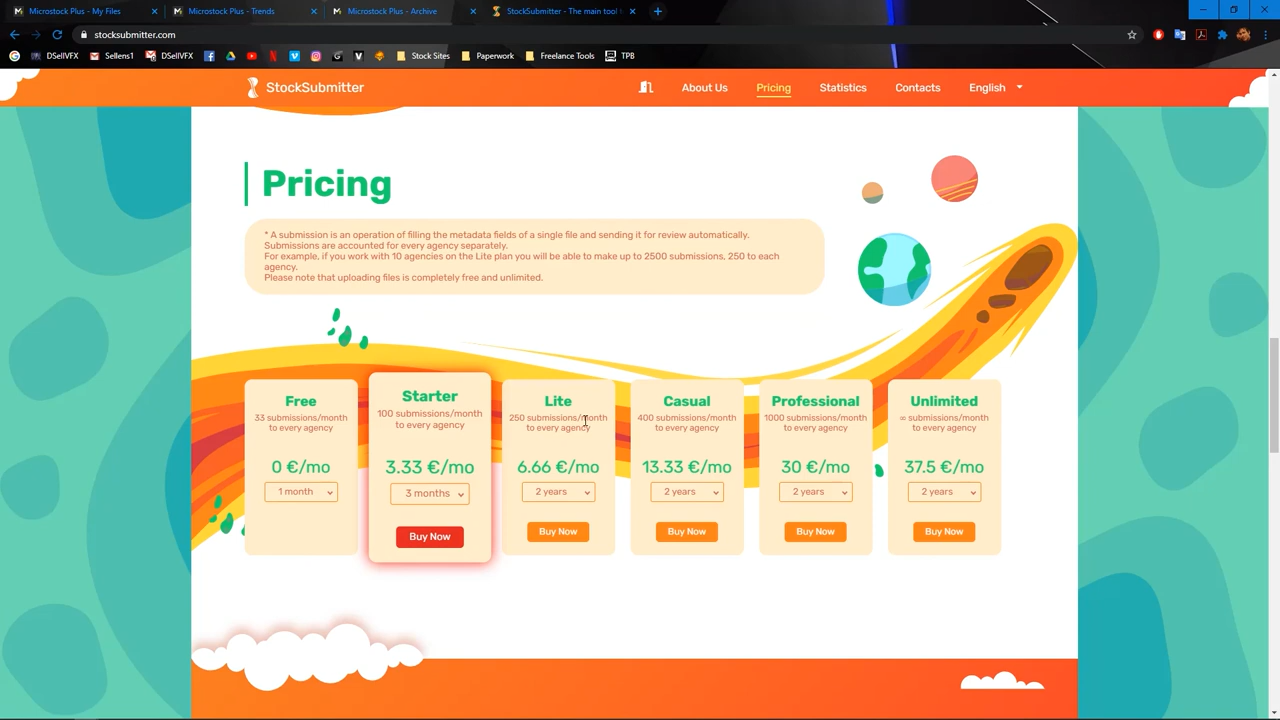 Microstock Plus - My Files
Microstock Plus - Trends
Microstock Plus - Archive
StockSubmitter - The main tool
stocksubmitter.com
DSellVFX
Sellens1
DSellVFX
Stock Sites
Paperwork
Freelance Tools
TPB
StockSubmitter
About Us
Pricing
Statistics
Contacts
English
Pricing
* A submission is an operation of filling the metadata fields of a single file and sending it for review automatically.
Submissions are accounted for every agency separately.
For example, if you work with 10 agencies on the Lite plan you will be able to make up to 2500 submissions, 250 to each
agency.
Please note that uploading files is completely free and unlimited.
Free
33 submissions/month
to every agency
0 €/mo
1 month
Starter
100 submissions/month
to every agency
3.33 €/mo
3 months
Buy Now
Lite
250 submissions/month
to every agency
6.66 €/mo
2 years
Buy Now
Casual
400 submissions/month
to every agency
13.33 €/mo
2 years
Buy Now
Professional
1000 submissions/month
to every agency
30 €/mo
2 years
Buy Now
Unlimited
∞ submissions/month
to every agency
37.5 €/mo
2 years
Buy Now